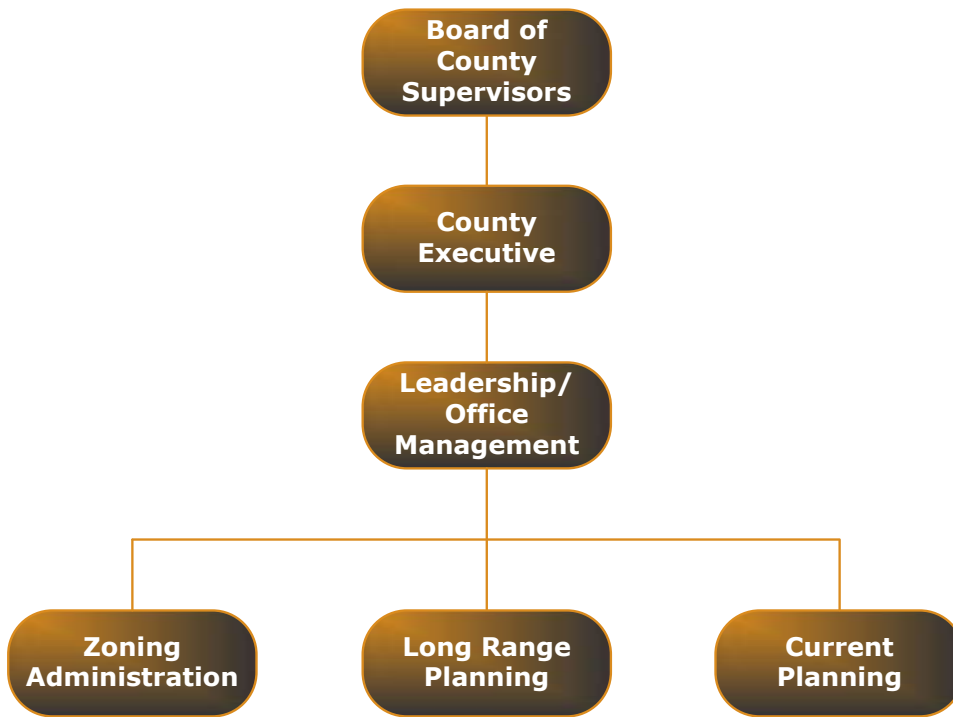 Board of
County
Supervisors
County
Executive
Leadership/
Office
Management
Zoning
Administration
Long Range
Planning
Current
Planning